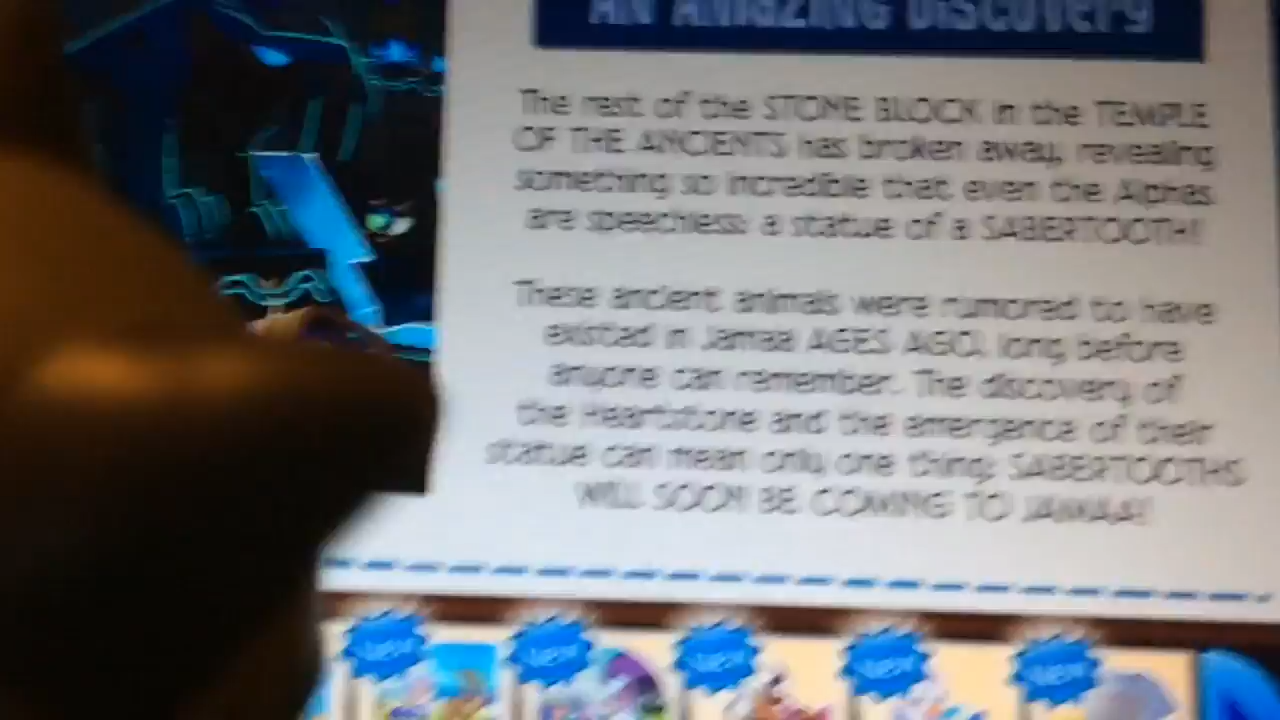 AN AMAZING DISCOVERY
The rest of the STONE BLOCK in the TEMPLE
OF THE ANCIENTS has broken away, revealing
something so incredible that even the Alphas
are speechless: a statue of a SABERTOOTH!
These ancient animals were rumored to have
existed in Jamaa AGES AGO, long before
anyone can remember. The discovery of
the Heartstone and the emergence of their
statue can mean only one thing: SABERTOOTHS
WILL SOON BE COMING TO JAMAA!
NEW NEW NEW NEW NEW